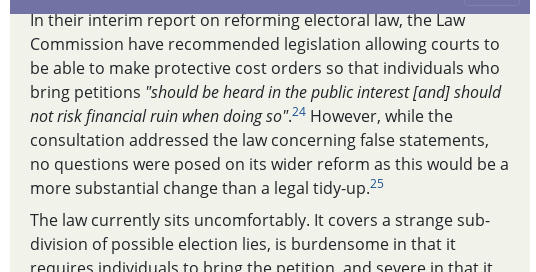 In their interim report on reforming electoral law, the Law
Commission have recommended legislation allowing courts to
be able to make protective cost orders so that individuals who
bring petitions "should be heard in the public interest [and] should
not risk financial ruin when doing so".24 However, while the
consultation addressed the law concerning false statements,
no questions were posed on its wider reform as this would be a
more substantial change than a legal tidy-up.25
The law currently sits uncomfortably. It covers a strange sub-
division of possible election lies, is burdensome in that it
requires individuals to bring the petition, and severe in that it